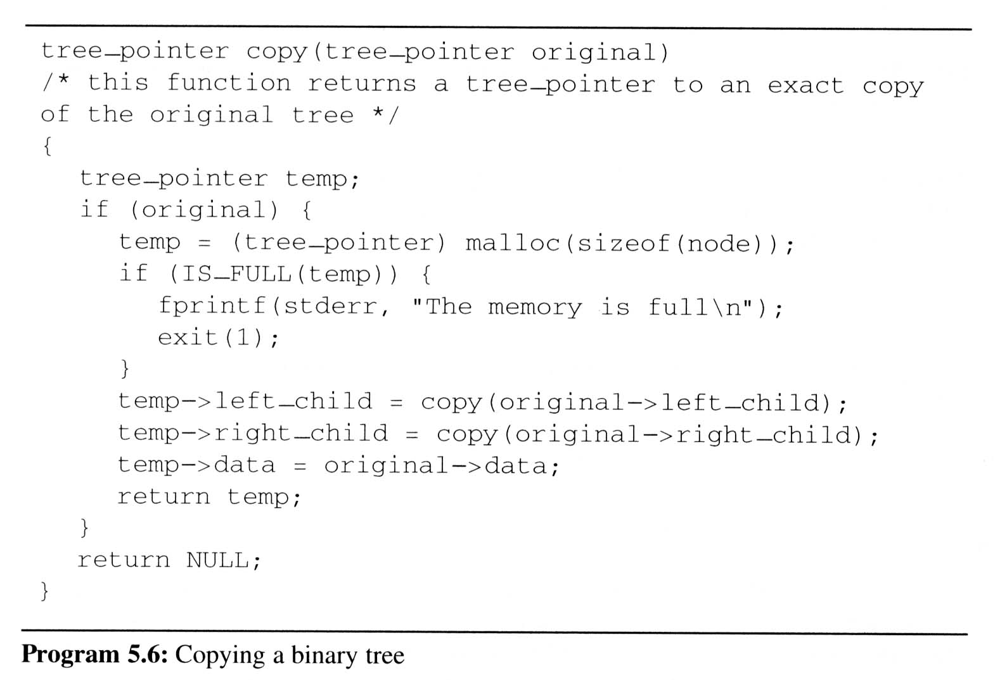 tree_pointer copy(tree_pointer original)
/* this function returns a tree_pointer to an exact copy
of the original tree */
{
   tree_pointer temp;
   if (original) {
      temp = (tree_pointer) malloc(sizeof(node));
      if (IS_FULL(temp)) {
         fprintf(stderr, "The memory is full\n");
         exit(1);
      }
      temp->left_child = copy(original->left_child);
      temp->right_child = copy(original->right_child);
      temp->data = original->data;
      return temp;
   }
   return NULL;
}
Program 5.6: Copying a binary tree